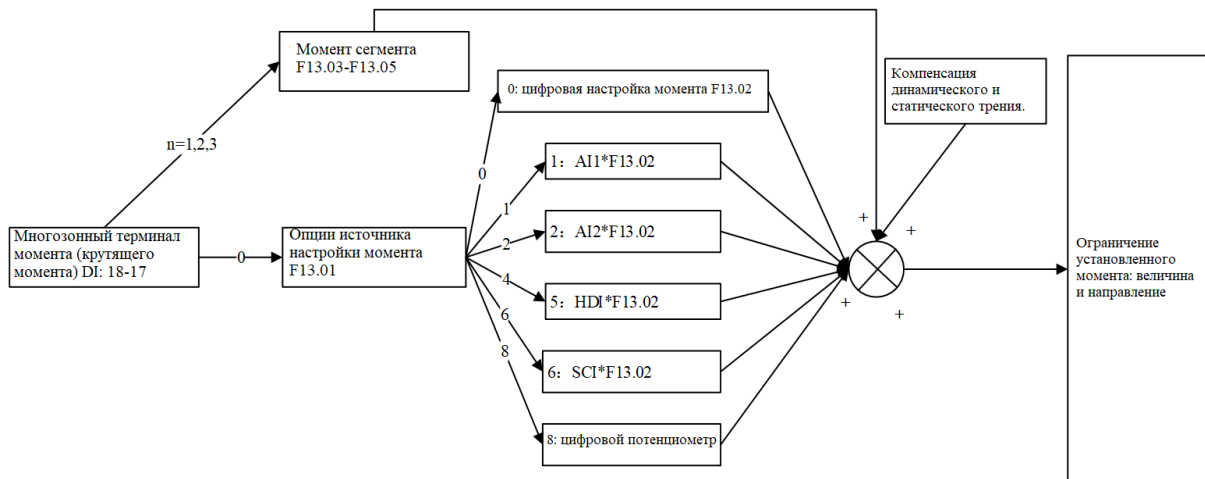 Момент сегмента
F13.03-F13.05
n=1,2,3
Многозонный терминал
момента (крутящего
момента) DI: 18-17
0
Опции источника
настройки момента
F13.01
0
1
2
4
6
8
0: цифровая настройка момента F13.02
1: AI1*F13.02
2: AI2*F13.02
5: HDI*F13.02
6: SCI*F13.02
8: цифровой потенциометр
Компенсация
динамического и
статического трения.
+
+
+
+
Ограничение
установленного
момента: величина
и направление